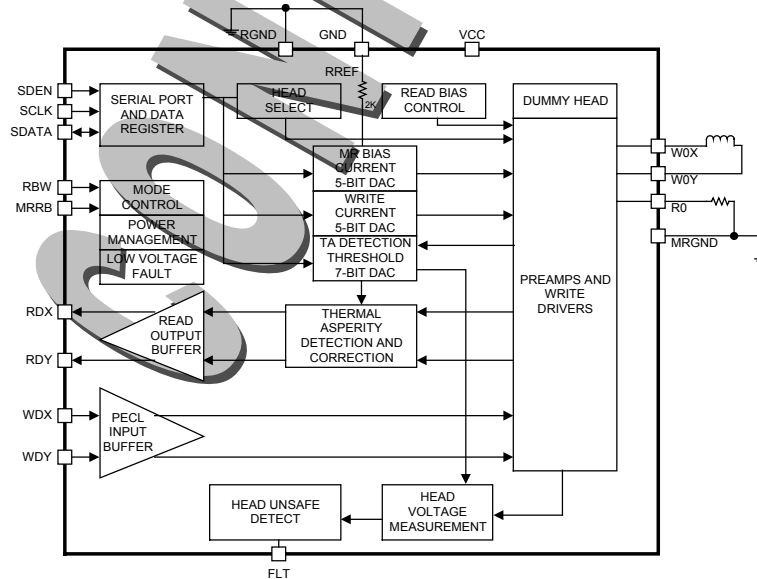 RGND
GND
VCC
RREF
2K
SDEN
SCLK
SDATA
SERIAL PORT
AND DATA
REGISTER
HEAD
SELECT
READ BIAS
CONTROL
DUMMY HEAD
RBW
MRRB
MODE
CONTROL
POWER
MANAGEMENT
LOW VOLTAGE
FAULT
MR BIAS
CURRENT
5-BIT DAC
WRITE
CURRENT
5-BIT DAC
TA DETECTION
THRESHOLD
7-BIT DAC
W0X
W0Y
R0
MRGND
PREAMPS AND
WRITE
DRIVERS
RDX
RDY
READ
OUTPUT
BUFFER
THERMAL
ASPERITY
DETECTION AND
CORRECTION
WDX
WDY
PECL
INPUT
BUFFER
HEAD UNSAFE
DETECT
HEAD
VOLTAGE
MEASUREMENT
FLT